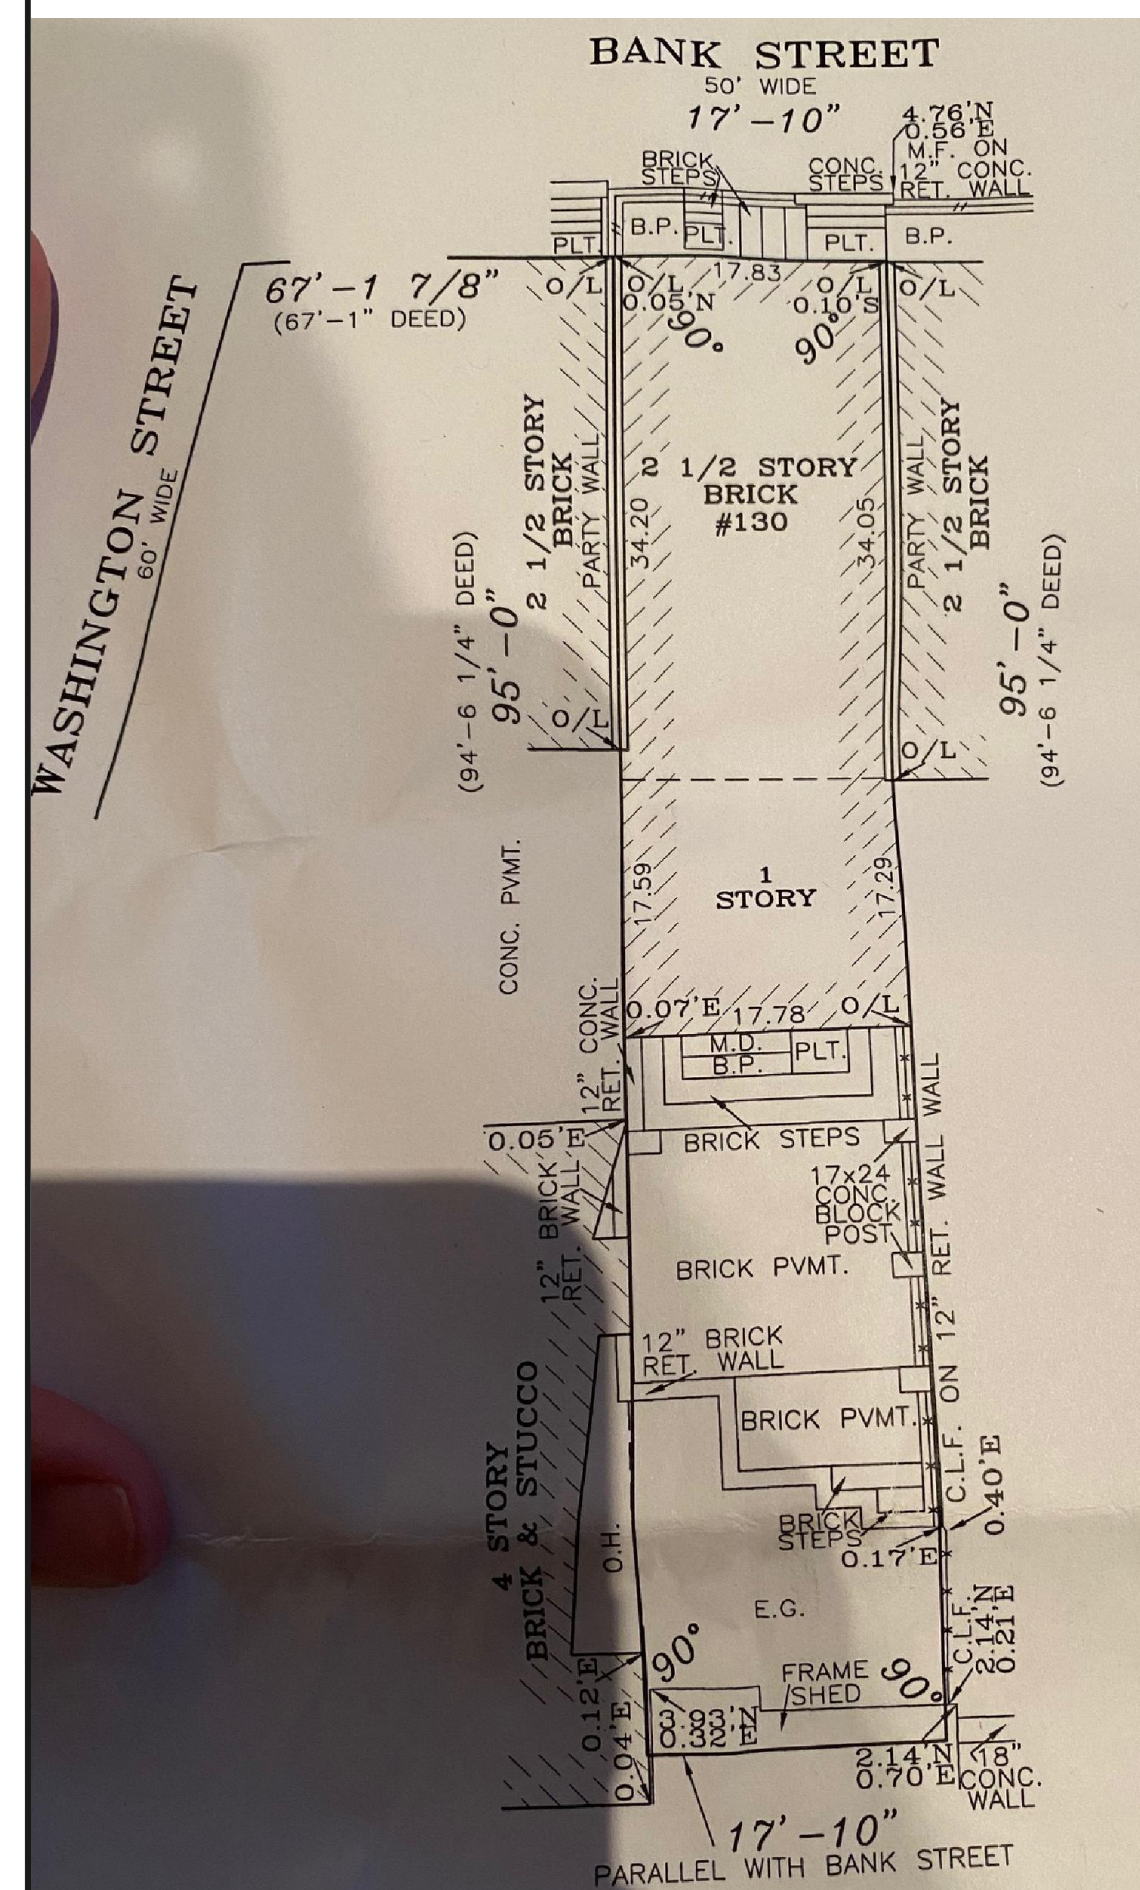 BANK STREET
50' WIDE
17'-10"
4.76'N
0.56'E
M.F. ON
12" CONC.
RET. WALL
BRICK
STEPS
CONC.
STEPS
PLT.
B.P.
PLT.
PLT.
B.P.
WASHINGTON STREET
60' WIDE
67'-1 7/8"
(67'-1" DEED)
O/L
O/L
0.05'N
17.83
O/L
0.10'S
O/L
90°
90°
2 1/2 STORY
BRICK
PARTY WALL
2 1/2 STORY
BRICK
#130
34.20
34.05
PARTY WALL
2 1/2 STORY
BRICK
(94'-6 1/4" DEED)
95'-0"
95'-0"
(94'-6 1/4" DEED)
O/L
O/L
CONC. PVMT.
17.59
1
STORY
17.29
12" CONC.
RET. WALL
0.07'E
17.78
O/L
M.D.
B.P.
PLT.
0.05'E
BRICK STEPS
12" BRICK
RET. WALL
17x24
CONC.
BLOCK
POST
BRICK PVMT.
C.L.F. ON 12" RET. WALL WALL
12" BRICK
RET. WALL
BRICK PVMT.
4 STORY
BRICK & STUCCO
O.H.
BRICK
STEPS
0.17'E
0.40'E
E.G.
C.L.F.
2.14'N
0.21'E
90°
90°
FRAME
SHED
0.12'E
0.04'E
3.93'N
0.32'E
2.14'N
0.70'E
18"
CONC.
WALL
17'-10"
PARALLEL WITH BANK STREET